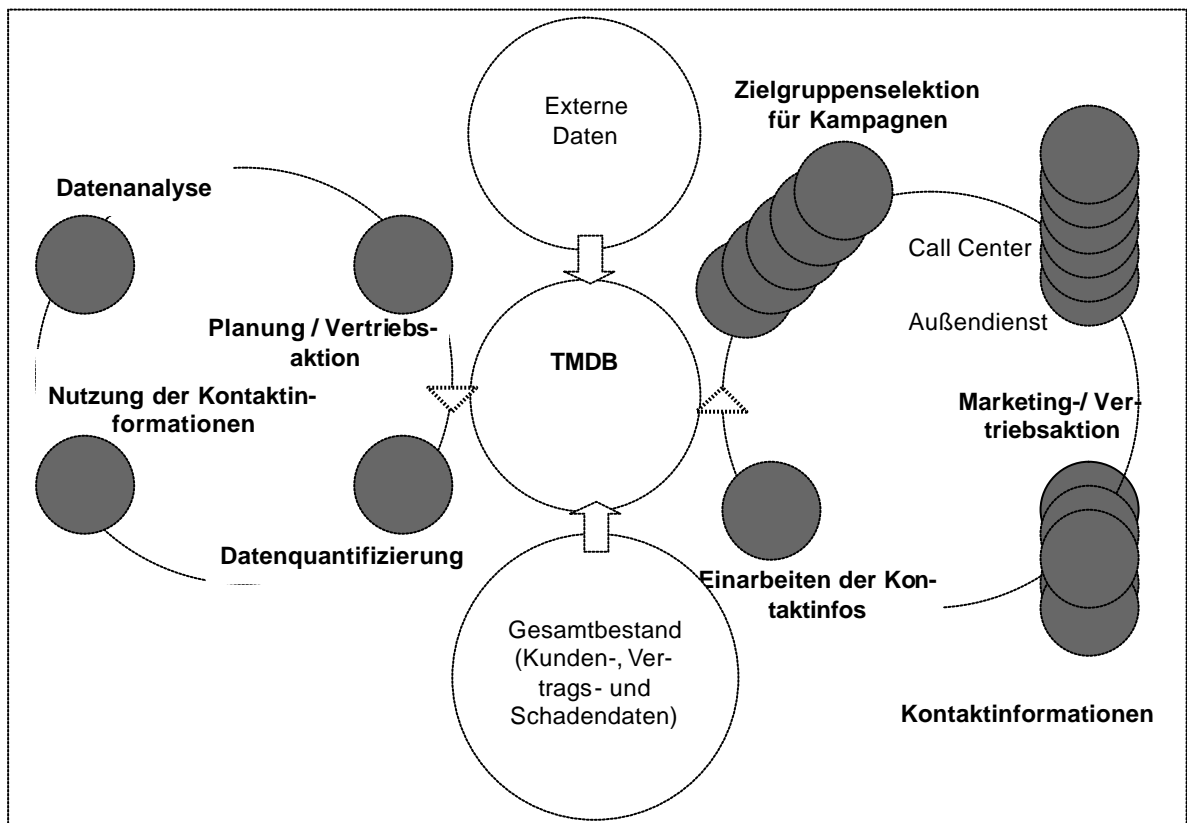 Externe
Daten
Zielgruppenselektion
für Kampagnen
Datenanalyse
Call Center
Planung / Vertriebs-
aktion
Außendienst
TMDB
Nutzung der Kontaktin-
formationen
Marketing-/ Ver-
triebsaktion
Datenquantifizierung
Einarbeiten der Kon-
taktinfos
Gesamtbestand
(Kunden-, Ver-
trags- und
Schadendaten)
Kontaktinformationen